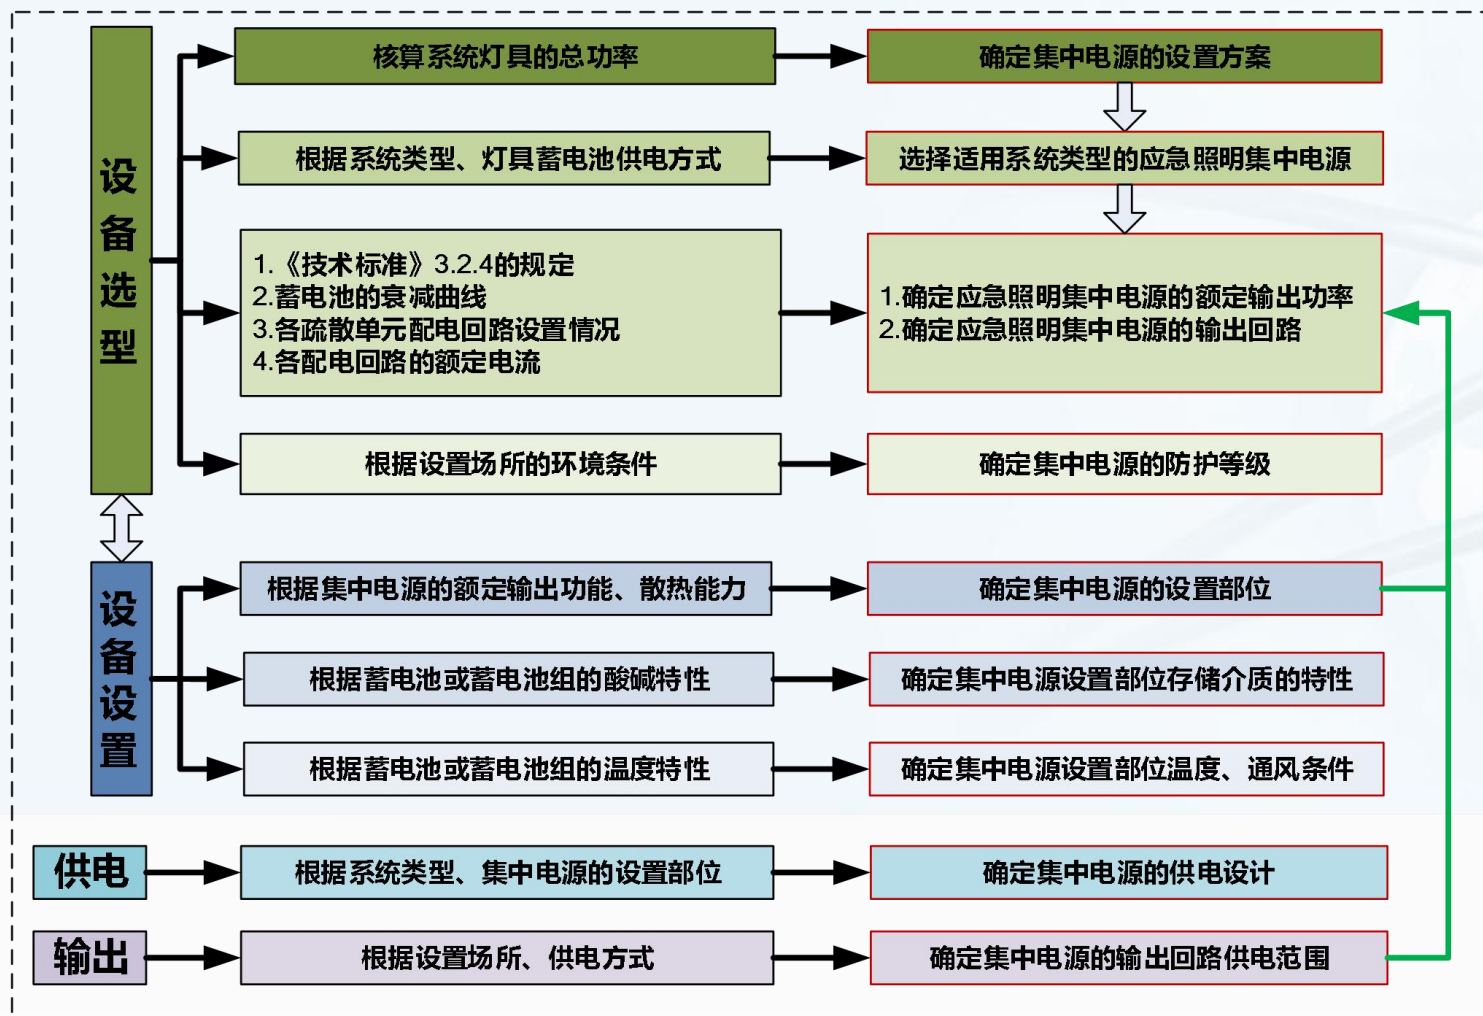 设备选型
核算系统灯具的总功率
确定集中电源的设置方案
根据系统类型、灯具蓄电池供电方式
选择适用系统类型的应急照明集中电源
1.《技术标准》3.2.4的规定
2.蓄电池的衰减曲线
3.各疏散单元配电回路设置情况
4.各配电回路的额定电流
1.确定应急照明集中电源的额定输出功率
2.确定应急照明集中电源的输出回路
根据设置场所的环境条件
确定集中电源的防护等级
设备设置
根据集中电源的额定输出功能、散热能力
确定集中电源的设置部位
根据蓄电池或蓄电池组的酸碱特性
确定集中电源设置部位存储介质的特性
根据蓄电池或蓄电池组的温度特性
确定集中电源设置部位温度、通风条件
供电
根据系统类型、集中电源的设置部位
确定集中电源的供电设计
输出
根据设置场所、供电方式
确定集中电源的输出回路供电范围